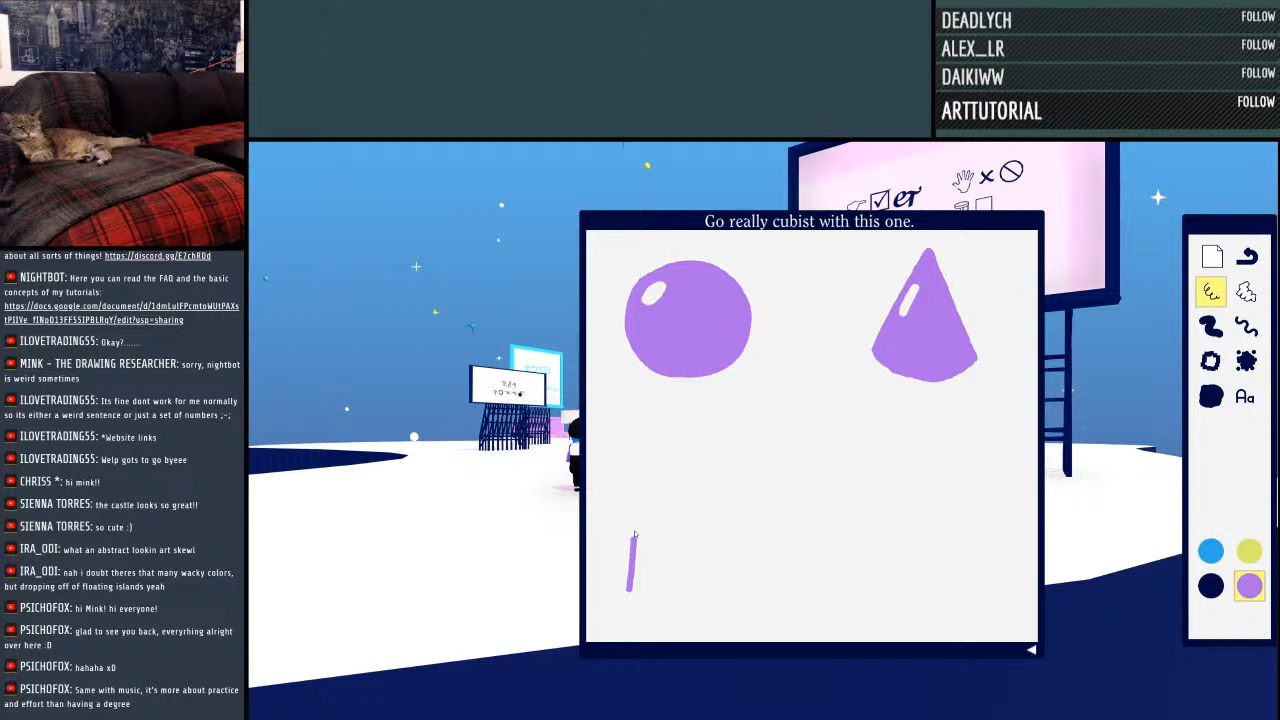 about all sorts of things! https://discord.gg/E7chRDd
NIGHTBOT: Here you can read the FAQ and the basic
concepts of my tutorials:
ILOVETRADING55: Okay?.......
MINK - THE DRAWING RESEARCHER: sorry, nightbot
is weird sometimes
ILOVETRADING55: Its fine dont work for me normally
so its either a weird sentence or just a set of numbers ;-;
ILOVETRADING55: *Website links
ILOVETRADING55: Welp gots to go byeee
CHRISS *: hi mink!!
SIENNA TORRES: the castle looks so great!!
SIENNA TORRES: so cute :)
IRA_ODI: what an abstract lookin art skewl
IRA_ODI: nah i doubt theres that many wacky colors,
but dropping off of floating islands yeah
PSICHOFOX: hi Mink! hi everyone!
PSICHOFOX: glad to see you back, everyrhing alright
over here :D
PSICHOFOX: hahaha xD
PSICHOFOX: Same with music, it's more about practice
and effort than having a degree
DEADLYCH FOLLOW
ALEX_LR FOLLOW
DAIKIWW FOLLOW
ARTTUTORIAL FOLLOW
er
Go really cubist with this one.
Aa